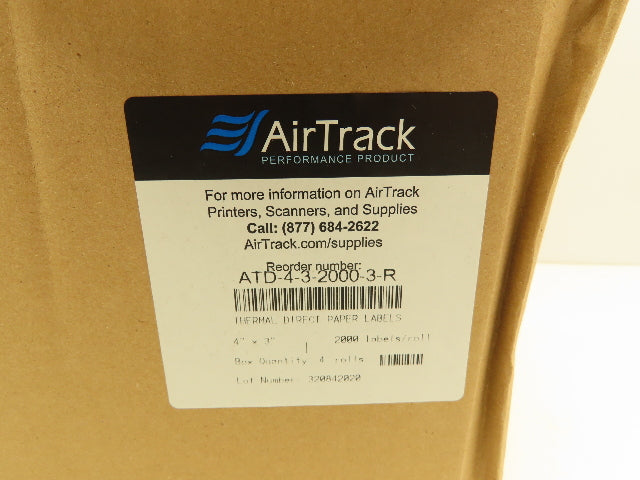 AirTrack
PERFORMANCE PRODUCT
For more information on AirTrack
Printers, Scanners, and Supplies
Call: (877) 684-2622
AirTrack.com/supplies
Reorder number:
ATD-4-3-2000-3-R
THERMAL DIRECT PAPER LABELS
4" x 3" | 2000 labels/roll
Box Quantity 4 rolls
Lot Number: 320842020